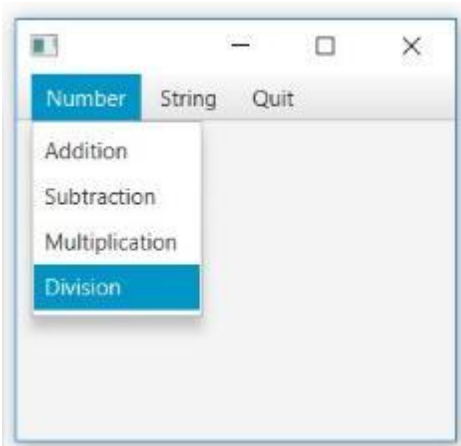 Number String Quit
Addition
Subtraction
Multiplication
Division